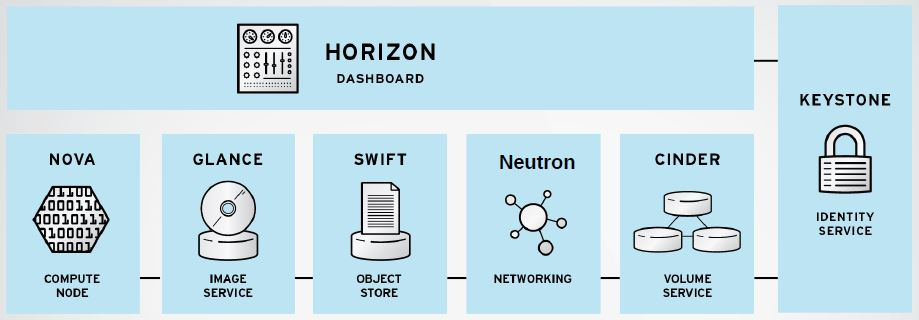 HORIZON
DASHBOARD
KEYSTONE
IDENTITY
SERVICE
NOVA
COMPUTE
NODE
GLANCE
IMAGE
SERVICE
SWIFT
OBJECT
STORE
Neutron
NETWORKING
CINDER
VOLUME
SERVICE